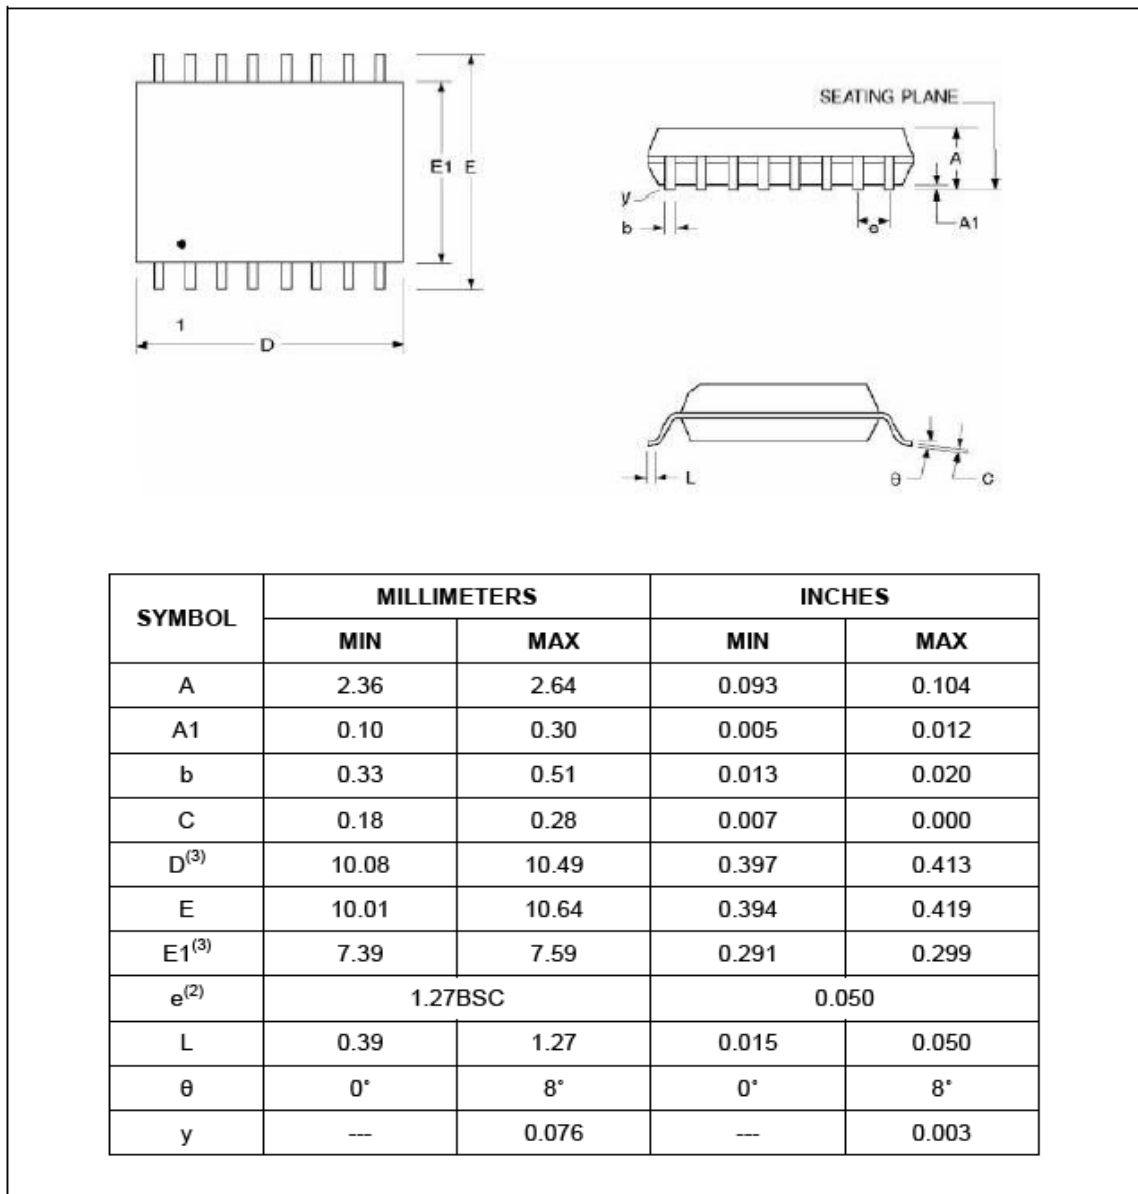 E1 E
1
D
SEATING PLANE
A
y
b
e
A1
L
θ
C
SYMBOL MILLIMETERS INCHES
MIN MAX MIN MAX
A 2.36 2.64 0.093 0.104
A1 0.10 0.30 0.005 0.012
b 0.33 0.51 0.013 0.020
C 0.18 0.28 0.007 0.000
D(3) 10.08 10.49 0.397 0.413
E 10.01 10.64 0.394 0.419
E1(3) 7.39 7.59 0.291 0.299
e(2) 1.27BSC 0.050
L 0.39 1.27 0.015 0.050
θ 0° 8° 0° 8°
y --- 0.076 --- 0.003